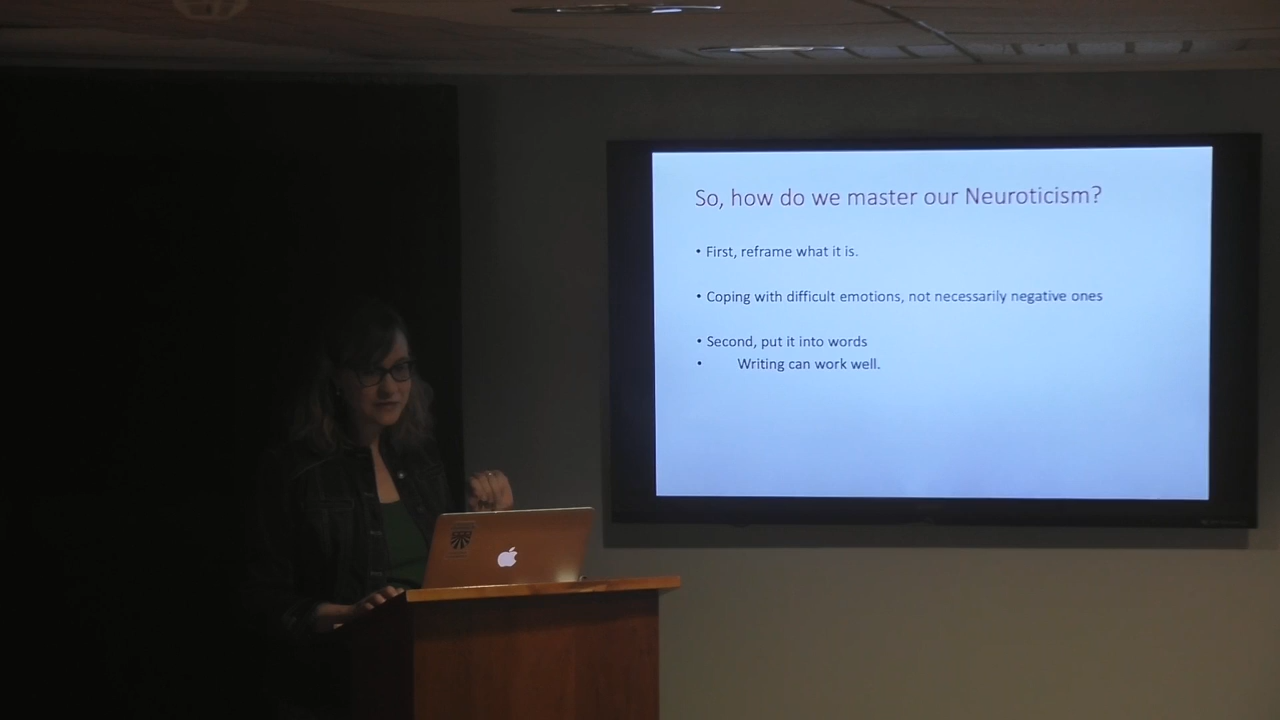 So, how do we master our Neuroticism?
• First, reframe what it is.
• Coping with difficult emotions, not necessarily negative ones
• Second, put it into words
• Writing can work well.